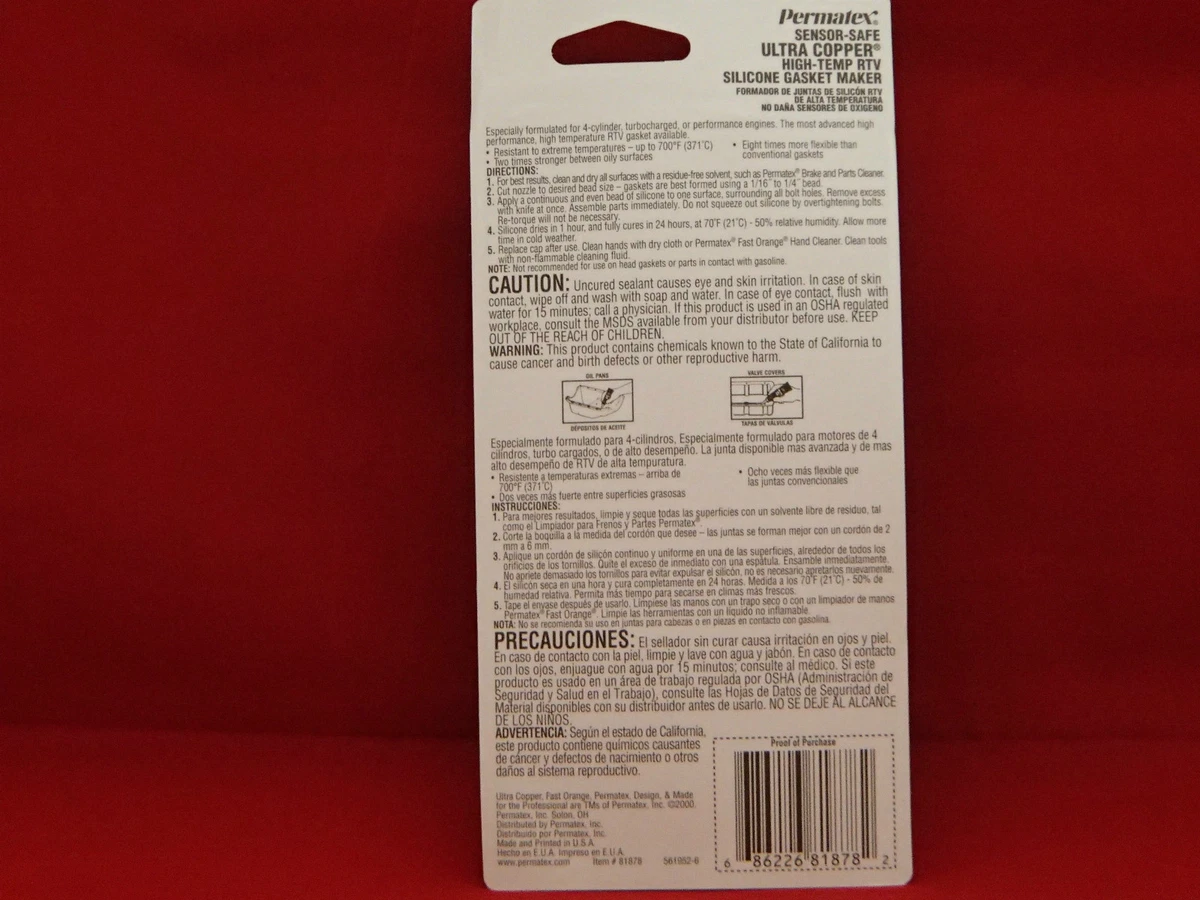 Permatex®
SENSOR-SAFE
ULTRA COPPER®
HIGH-TEMP RTV
SILICONE GASKET MAKER
FORMADOR DE JUNTAS DE SILICÓN RTV
DE ALTA TEMPERATURA
NO DAÑA SENSORES DE OXIGENO
Especially formulated for 4-cylinder, turbocharged, or performance engines. The most advanced high
performance, high temperature RTV gasket available.
• Resistant to extreme temperatures – up to 700°F (371°C)
• Two times stronger between oily surfaces
• Eight times more flexible than
conventional gaskets
DIRECTIONS:
1. For best results, clean and dry all surfaces with a residue-free solvent, such as Permatex® Brake and Parts Cleaner.
2. Cut nozzle to desired bead size – gaskets are best formed using a 1/16" to 1/4" bead.
3. Apply a continuous and even bead of silicone to one surface, surrounding all bolt holes. Remove excess
with knife at once. Assemble parts immediately. Do not squeeze out silicone by overtightening bolts.
Re-torque will not be necessary.
4. Silicone dries in 1 hour, and fully cures in 24 hours, at 70°F (21°C) - 50% relative humidity. Allow more
time in cold weather.
5. Replace cap after use. Clean hands with dry cloth or Permatex® Fast Orange® Hand Cleaner. Clean tools
with non-flammable cleaning fluid.
NOTE: Not recommended for use on head gaskets or parts in contact with gasoline.
CAUTION: Uncured sealant causes eye and skin irritation. In case of skin
contact, wipe off and wash with soap and water. In case of eye contact, flush with
water for 15 minutes; call a physician. If this product is used in an OSHA regulated
workplace, consult the MSDS available from your distributor before use. KEEP
OUT OF THE REACH OF CHILDREN.
WARNING: This product contains chemicals known to the State of California to
cause cancer and birth defects or other reproductive harm.
OIL PANS
DÉPOSITOS DE ACEITE
VALVE COVERS
TAPAS DE VÁLVULAS
Especialmente formulado para 4-cilindros, Especialmente formulado para motores de 4
cilindros, turbo cargados, o de alto desempeño. La junta disponible mas avanzada y de mas
alto desempeño de RTV de alta tempuratura.
• Resistente a temperaturas extremas – arriba de
700°F (371°C)
• Dos veces más fuerte entre superficies grasosas
• Ocho veces más flexible que
las juntas convencionales
INSTRUCCIONES:
1. Para mejores resultados, limpie y seque todas las superficies con un solvente libre de residuo, tal
como el Limpiador para Frenos y Partes Permatex®.
2. Corte la boquilla a la medida del cordón que desee – las juntas se forman mejor con un cordón de 2
mm a 6 mm.
3. Aplique un cordón de silicón continuo y uniforme en una de las superficies, alrededor de todos los
orificios de los tornillos. Quite el exceso de inmediato con una espátula. Ensamble inmediatamente.
No apriete demasiado los tornillos para evitar expulsar el silicón, no es necesario apretarlos nuevamente.
4. El silicón seca en una hora y cura completamente en 24 horas. Medida a los 70°F (21°C) - 50% de
humedad relativa. Permita más tiempo para secarse en climas más frescos.
5. Tape el envase después de usarlo. Límpiese las manos con un trapo seco o con un limpiador de manos
Permatex® Fast Orange®. Limpie las herramientas con un líquido no inflamable.
NOTA: No se recomienda su uso en juntas para cabezas o en piezas en contacto con gasolina.
PRECAUCIONES: El sellador sin curar causa irritación en ojos y piel.
En caso de contacto con la piel, limpie y lave con agua y jabón. En caso de contacto
con los ojos, enjuague con agua por 15 minutos; consulte al médico. Si este
producto es usado en un área de trabajo regulada por OSHA (Administración de
Seguridad y Salud en el Trabajo), consulte las Hojas de Datos de Seguridad del
Material disponibles con su distribuidor antes de usarlo. NO SE DEJE AL ALCANCE
DE LOS NIÑOS.
ADVERTENCIA: Según el estado de California,
este producto contiene químicos causantes
de cáncer y defectos de nacimiento o otros
daños al sistema reproductivo.
Ultra Copper, Fast Orange, Permatex, Design, & Made
for the Professional are TMs of Permatex, Inc. ©2000.
Permatex, Inc. Solon, OH
Distributed by Permatex, Inc.
Distribuido por Permatex, Inc.
Made and Printed in U.S.A.
Hecho en E.U.A. Impreso en E.U.A.
www.permatex.com Item # 81878 561952-6
Proof of Purchase
6 86226 81878 2